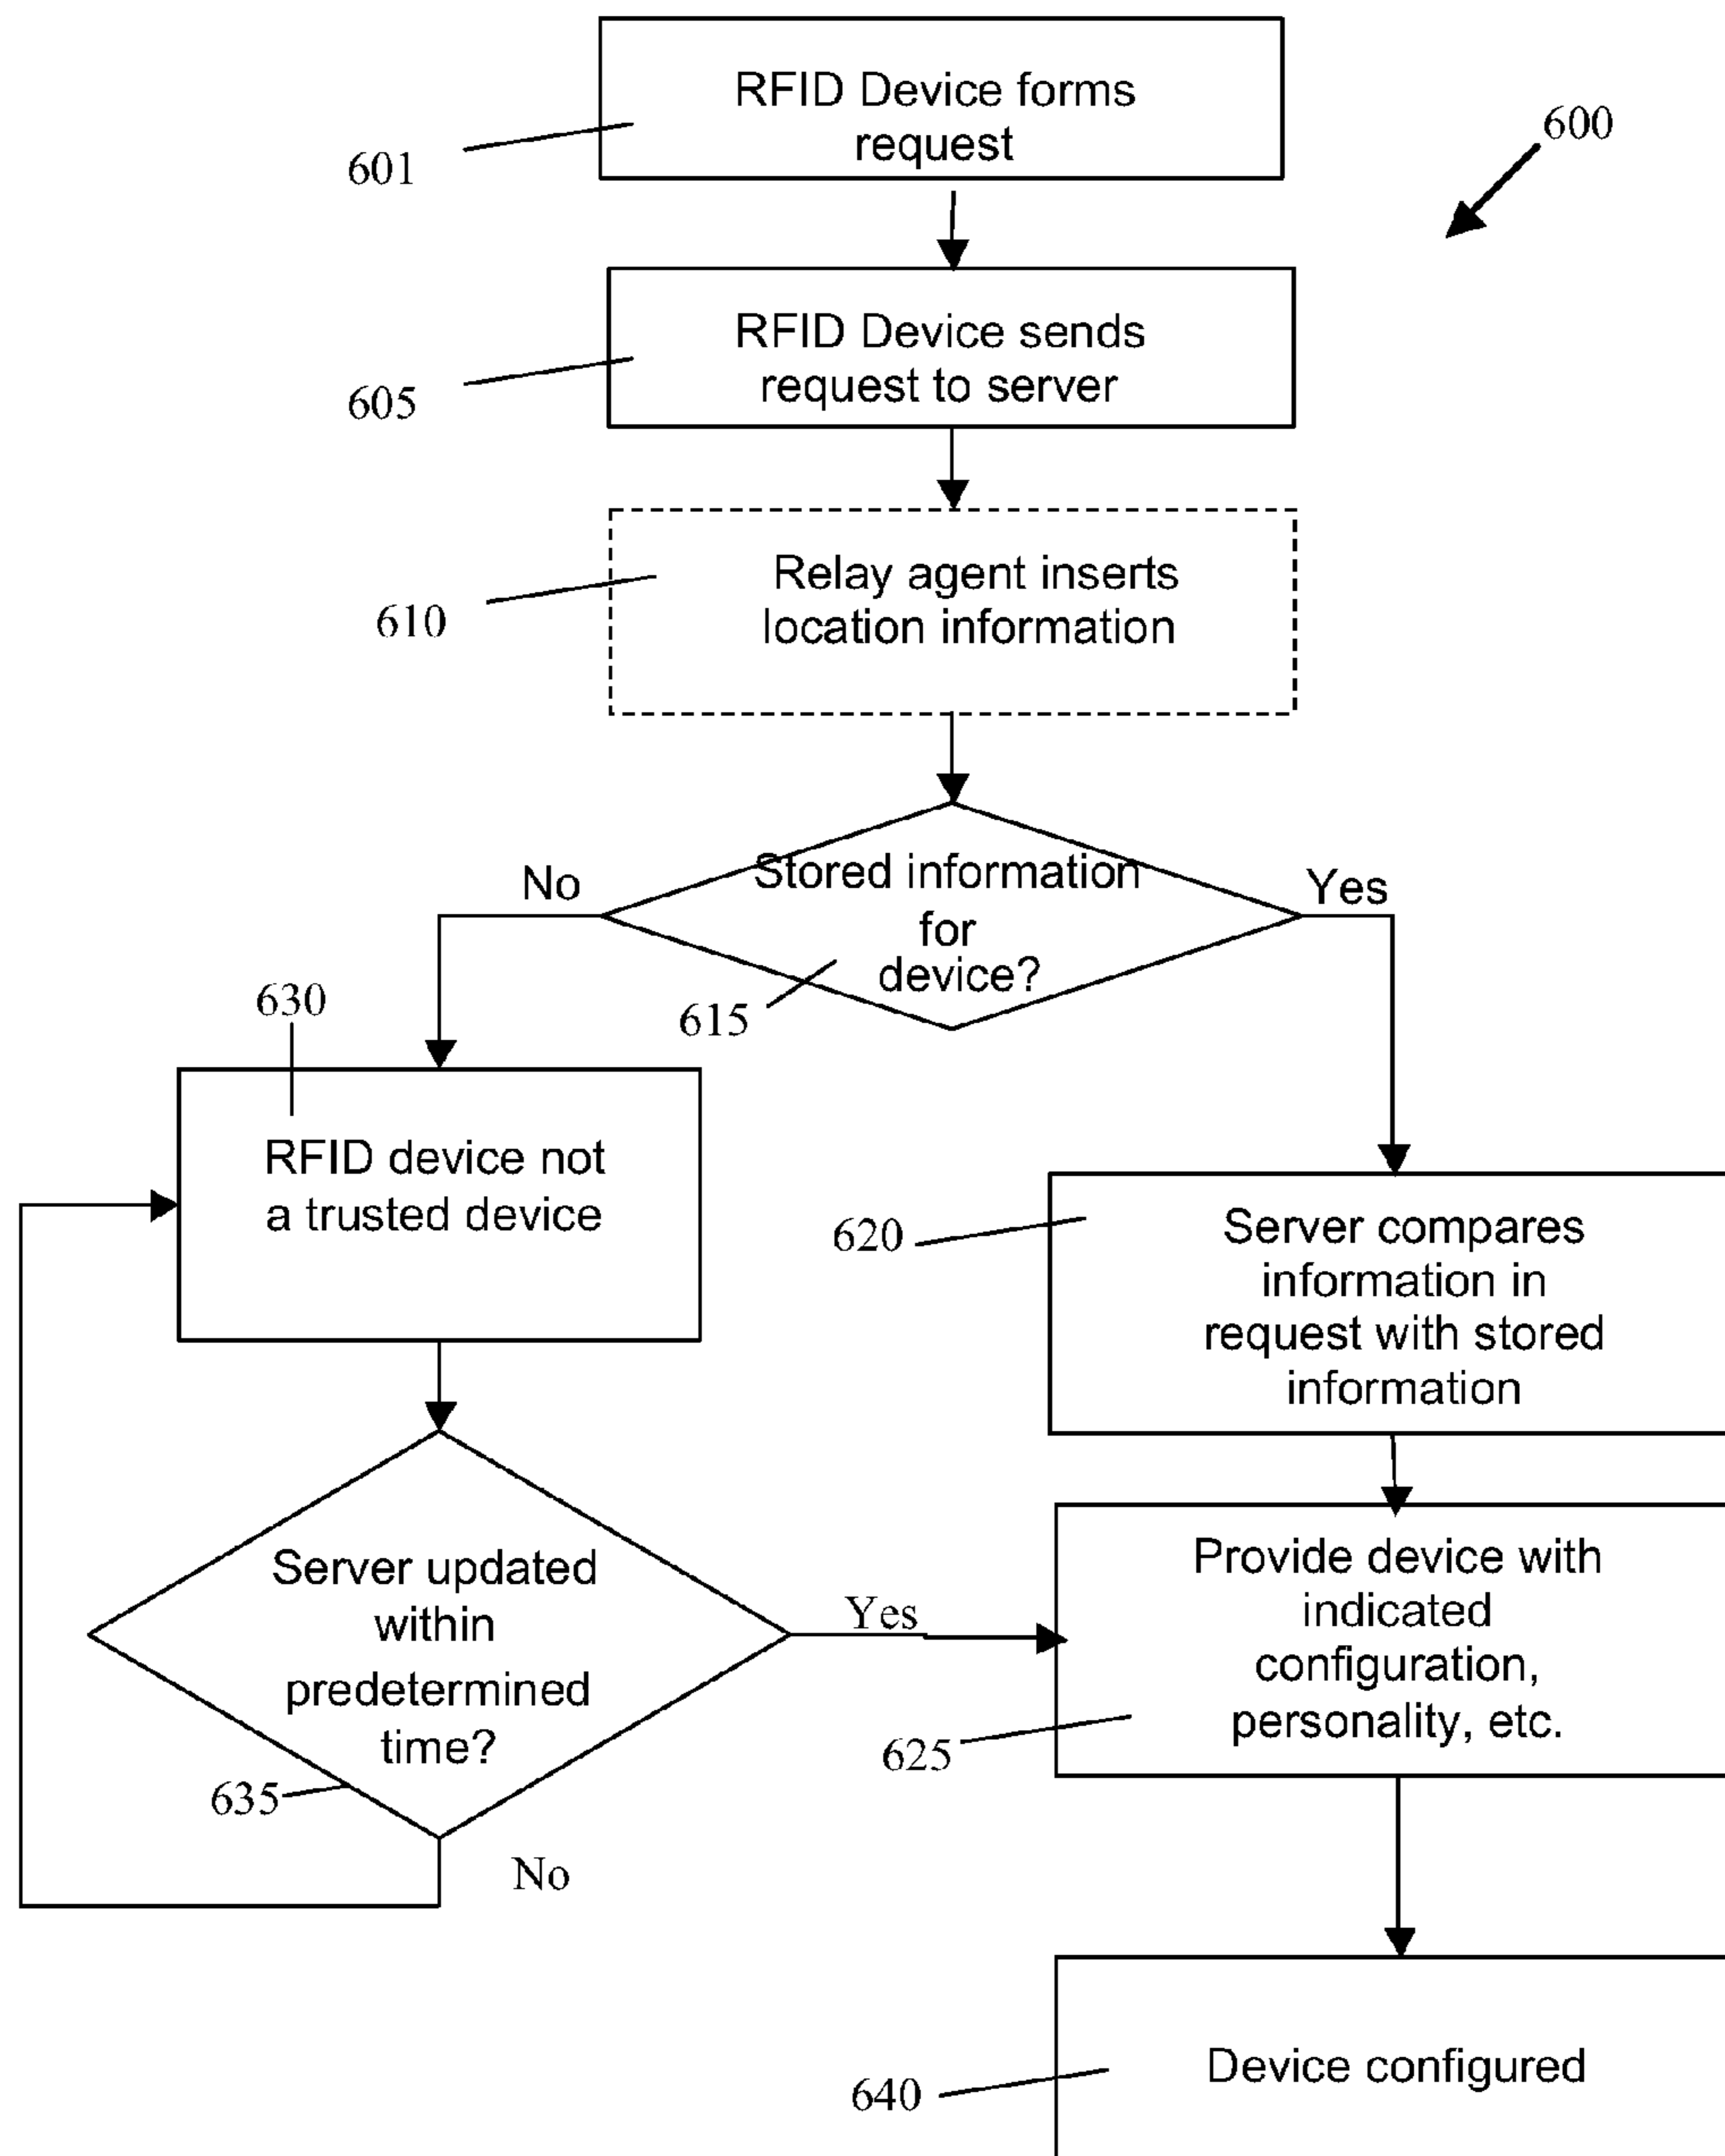 RFID Device forms
request
600
601
RFID Device sends
request to server
605
Relay agent inserts
location information
610
No
Stored information
for
device?
Yes
615
630
RFID device not
a trusted device
620
Server compares
information in
request with stored
information
Server updated
within
predetermined
time?
635
Yes
No
Provide device with
indicated
configuration,
personality, etc.
625
Device configured
640